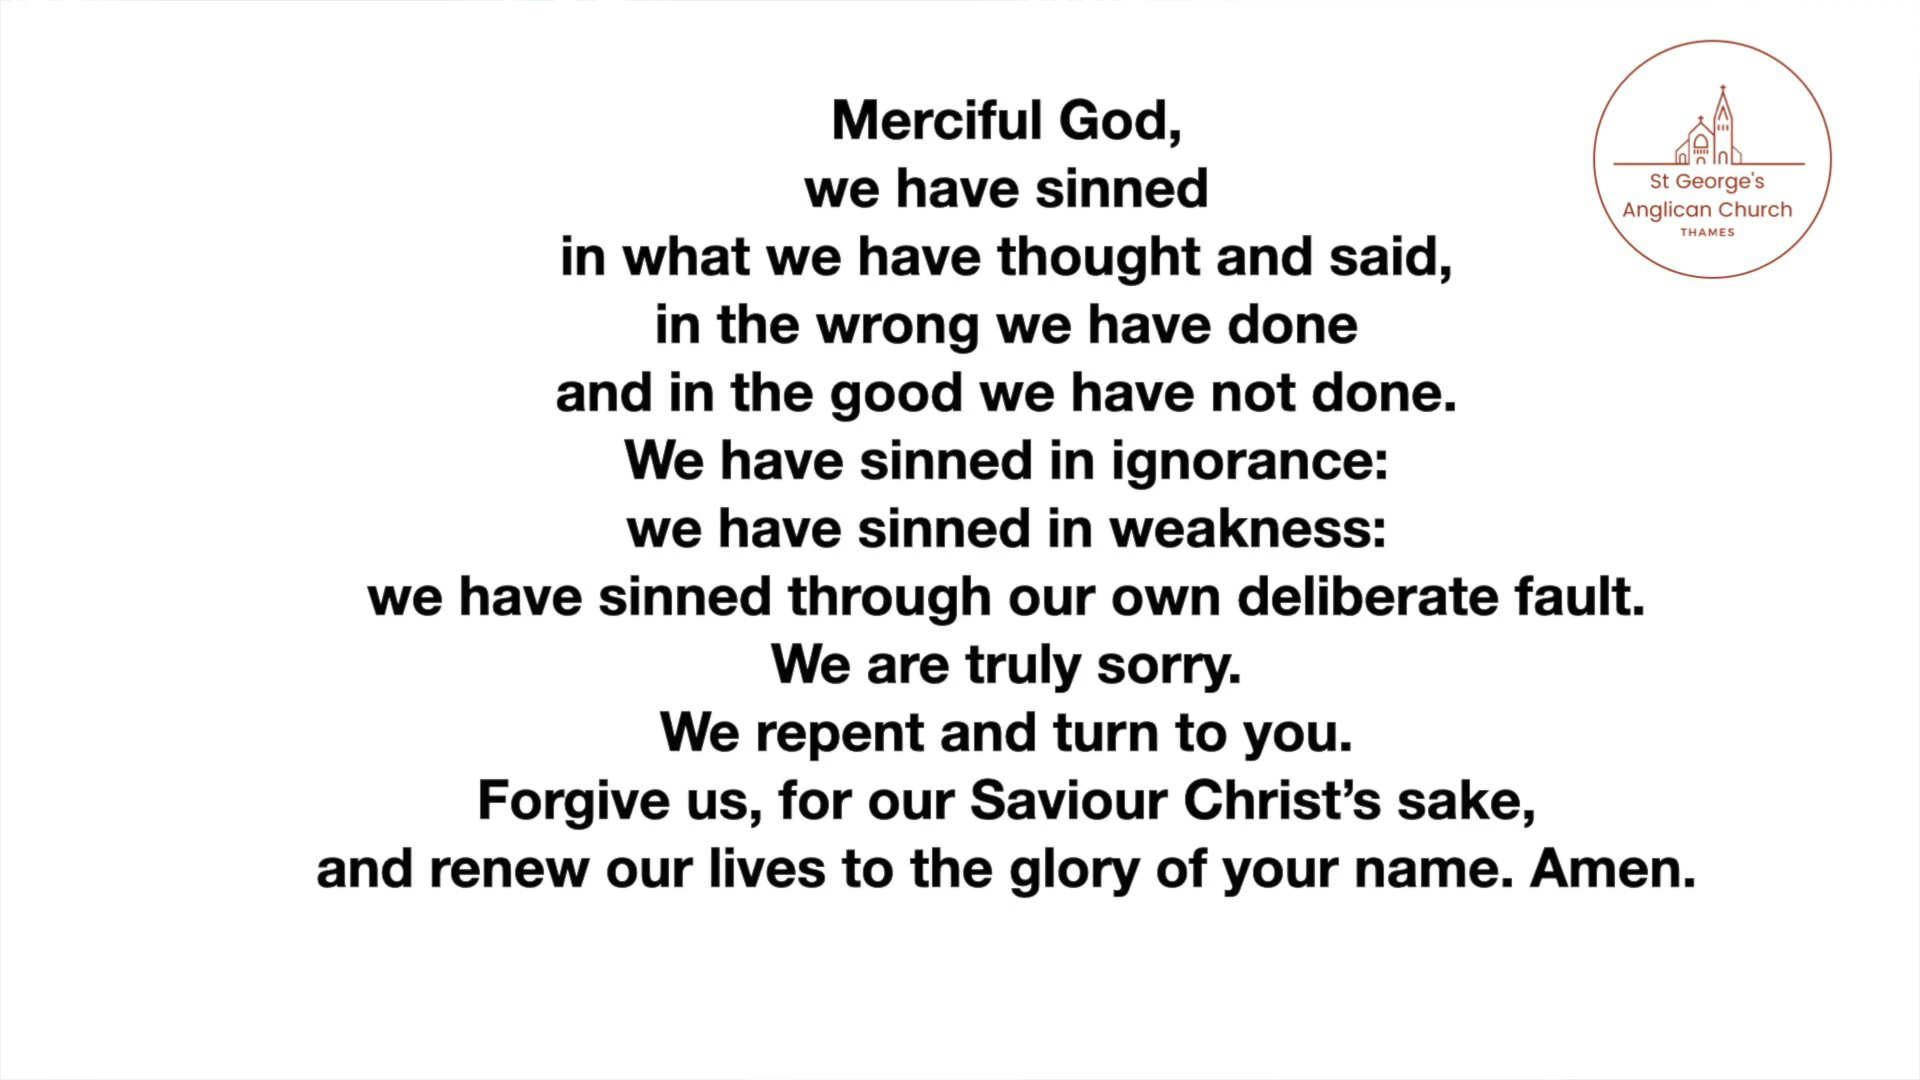 Merciful God,
we have sinned
in what we have thought and said,
in the wrong we have done
and in the good we have not done.
We have sinned in ignorance:
we have sinned in weakness:
we have sinned through our own deliberate fault.
We are truly sorry.
We repent and turn to you.
Forgive us, for our Saviour Christ’s sake,
and renew our lives to the glory of your name. Amen.
St George's
Anglican Church
THAMES